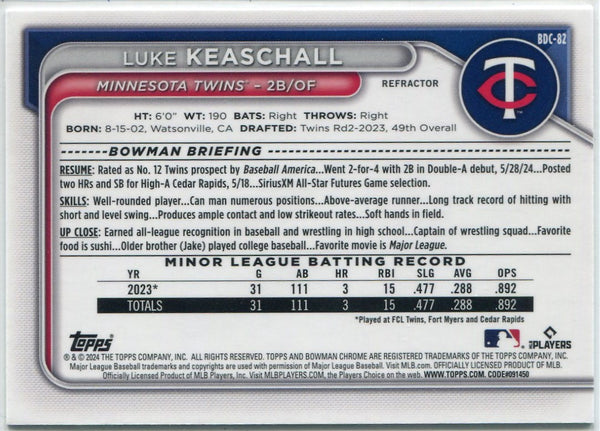 BDC-82
LUKE KEASCHALL
MINNESOTA TWINS™ – 2B/OF
REFRACTOR
TC
™
HT: 6'0" WT: 190 BATS: Right THROWS: Right
BORN: 8-15-02, Watsonville, CA DRAFTED: Twins Rd2-2023, 49th Overall
BOWMAN BRIEFING
RESUME: Rated as No. 12 Twins prospect by Baseball America...Went 2-for-4 with 2B in Double-A debut, 5/28/24...Posted
two HRs and SB for High-A Cedar Rapids, 5/18...SiriusXM All-Star Futures Game selection.
SKILLS: Well-rounded player...Can man numerous positions...Above-average runner...Long track record of hitting with
short and level swing...Produces ample contact and low strikeout rates...Soft hands in field.
UP CLOSE: Earned all-league recognition in baseball and wrestling in high school...Captain of wrestling squad...Favorite
food is sushi...Older brother (Jake) played college baseball...Favorite movie is Major League.
MINOR LEAGUE BATTING RECORD
YR G AB HR RBI SLG AVG OPS
2023* 31 111 3 15 .477 .288 .892
TOTALS 31 111 3 15 .477 .288 .892
*Played at FCL Twins, Fort Myers and Cedar Rapids
Topps
MLB PLAYERS
® & © 2024 THE TOPPS COMPANY, INC. ALL RIGHTS RESERVED. TOPPS AND BOWMAN CHROME ARE REGISTERED TRADEMARKS OF THE TOPPS COMPANY, INC.
Major League Baseball trademarks and copyrights are used with permission of Major League Baseball. Visit MLB.com. OFFICIALLY LICENSED PRODUCT OF MLB.
Officially Licensed Product of MLB Players, Inc. Visit MLBPLAYERS.com, the Players Choice on the web. WWW.TOPPS.COM. CODE#091450